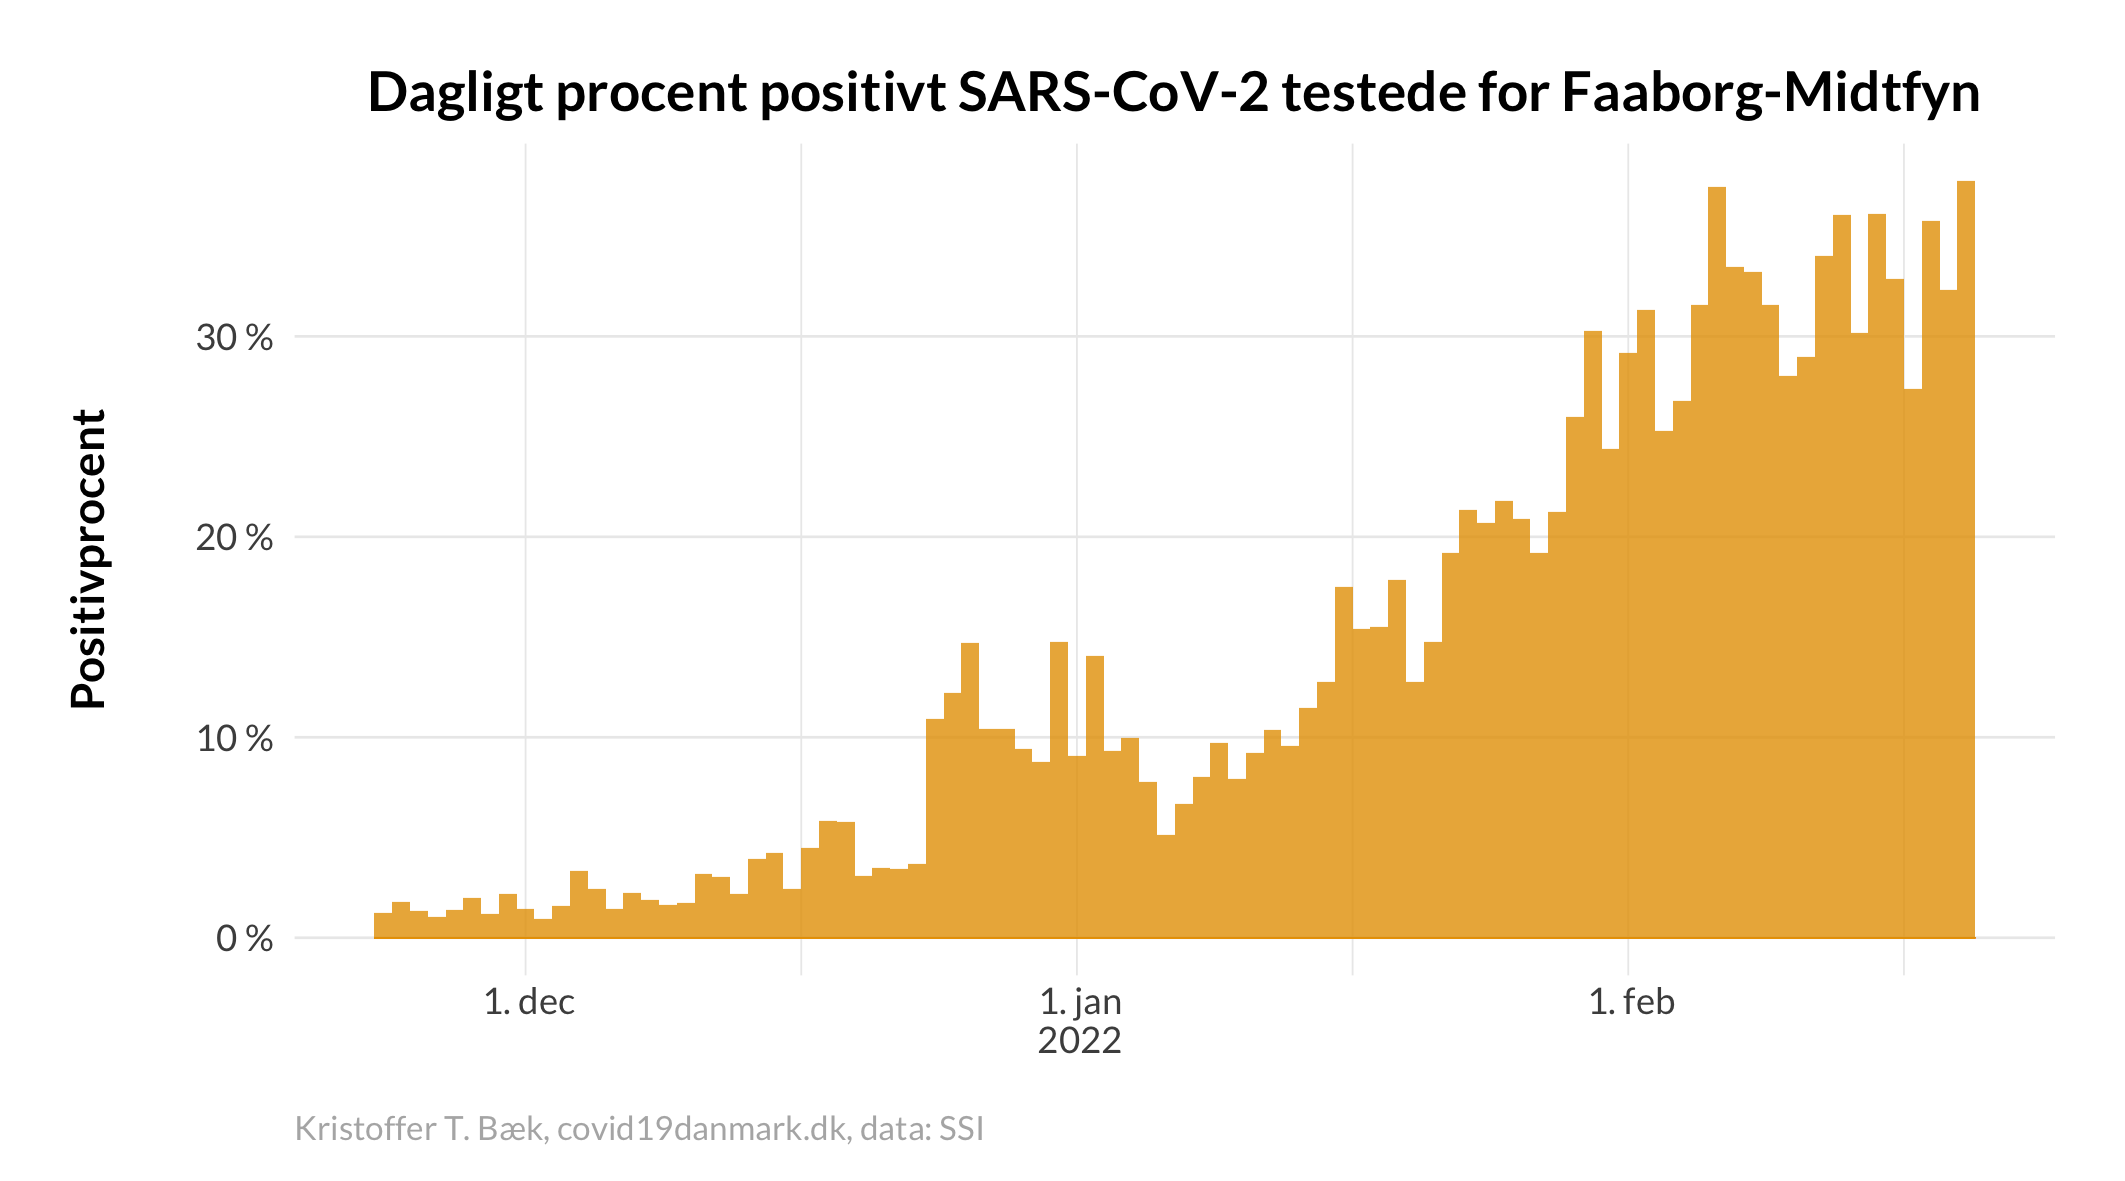 Dagligt procent positivt SARS-CoV-2 testede for Faaborg-Midtfyn
Positivprocent
30 %
20 %
10 %
0 %
1. dec
1. jan
2022
1. feb
Kristoffer T. Bæk, covid19danmark.dk, data: SSI